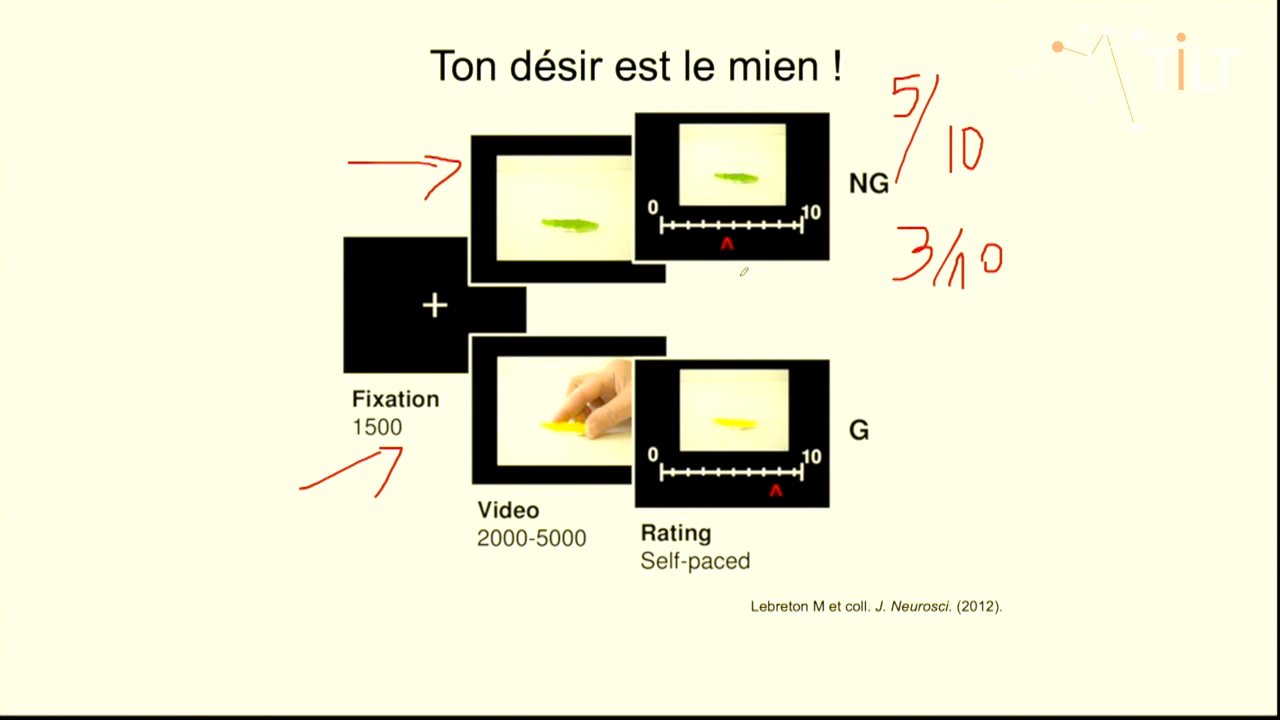 TiLT
Ton désir est le mien !
5/10
0
10
NG
3/10
Fixation
1500
0
10
G
Video
2000-5000
Rating
Self-paced
Lebreton M et coll. J. Neurosci. (2012).